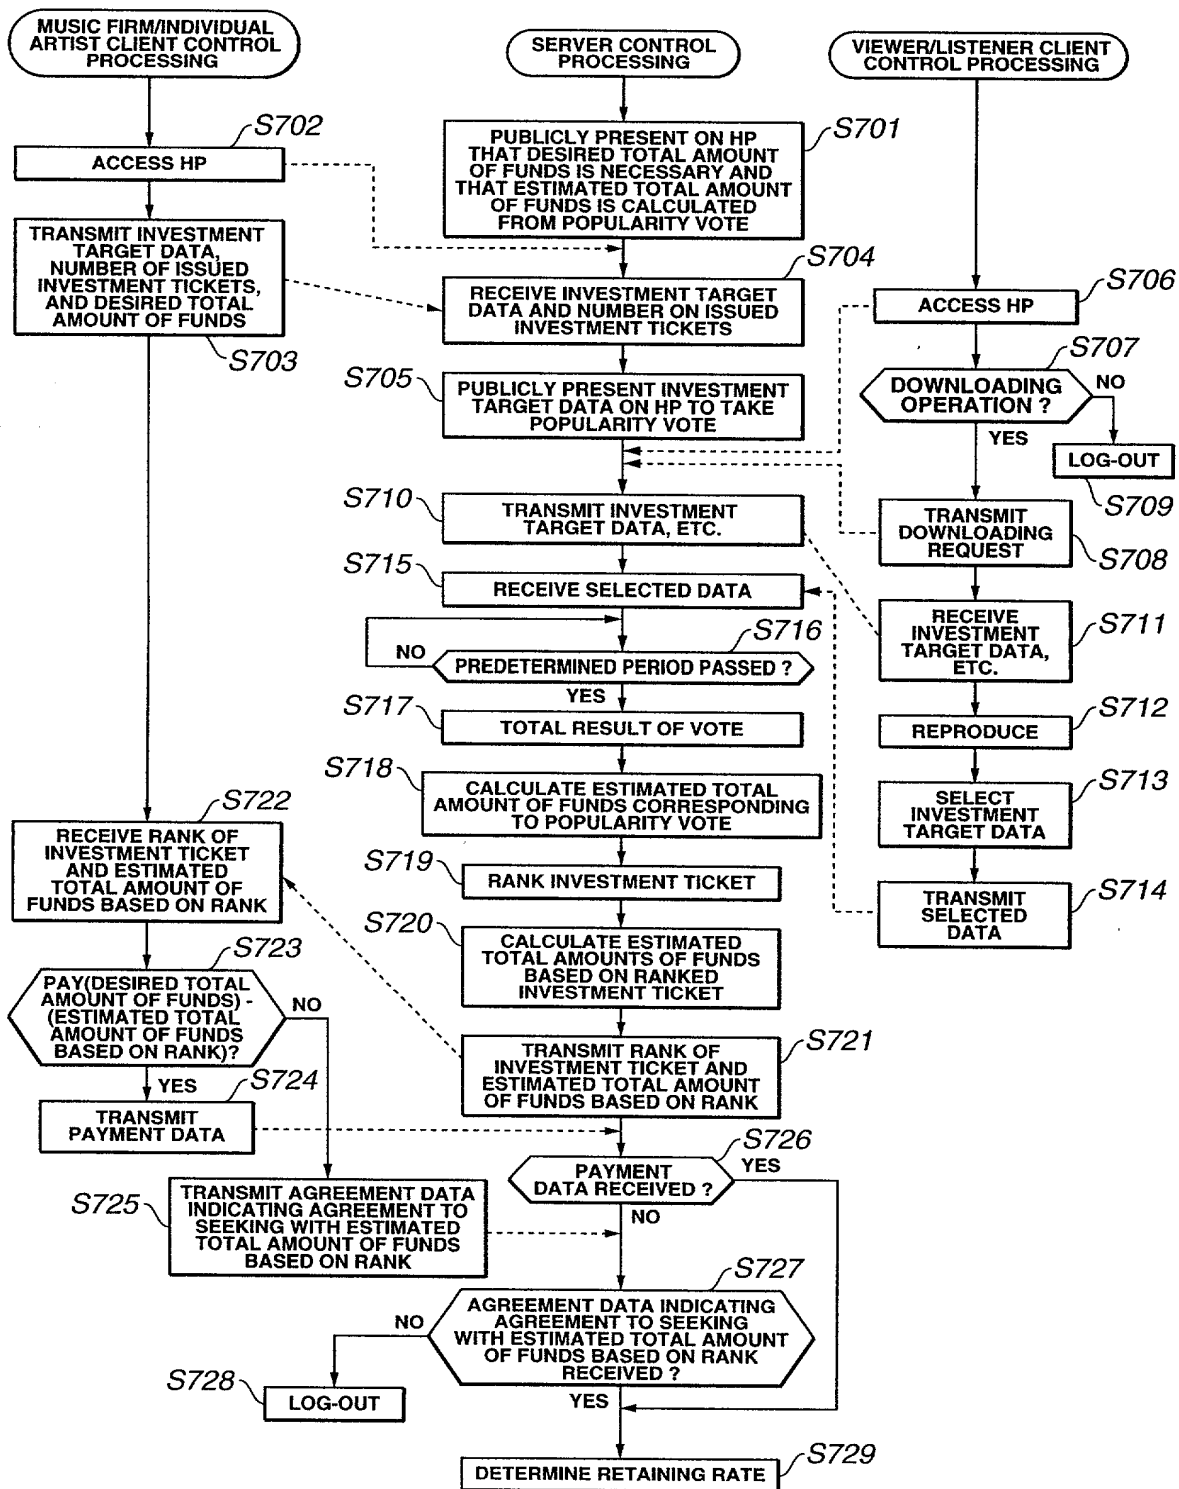 MUSIC FIRM/INDIVIDUAL
ARTIST CLIENT CONTROL
PROCESSING
S702
ACCESS HP
TRANSMIT INVESTMENT
TARGET DATA,
NUMBER OF ISSUED
INVESTMENT TICKETS,
AND DESIRED TOTAL
AMOUNT OF FUNDS
S703
S722
RECEIVE RANK OF
INVESTMENT TICKET
AND ESTIMATED
TOTAL AMOUNT OF
FUNDS BASED ON RANK
S723
PAY(DESIRED TOTAL
AMOUNT OF FUNDS) -
(ESTIMATED TOTAL
AMOUNT OF FUNDS
BASED ON RANK)?
NO
YES
S724
TRANSMIT
PAYMENT DATA
S725
TRANSMIT AGREEMENT DATA
INDICATING AGREEMENT TO
SEEKING WITH ESTIMATED
TOTAL AMOUNT OF FUNDS
BASED ON RANK
SERVER CONTROL
PROCESSING
S701
PUBLICLY PRESENT ON HP
THAT DESIRED TOTAL AMOUNT
OF FUNDS IS NECESSARY AND
THAT ESTIMATED TOTAL AMOUNT
OF FUNDS IS CALCULATED
FROM POPULARITY VOTE
S704
RECEIVE INVESTMENT TARGET
DATA AND NUMBER ON ISSUED
INVESTMENT TICKETS
S705
PUBLICLY PRESENT INVESTMENT
TARGET DATA ON HP TO TAKE
POPULARITY VOTE
S710
TRANSMIT INVESTMENT
TARGET DATA, ETC.
S715
RECEIVE SELECTED DATA
S716
NO
PREDETERMINED PERIOD PASSED ?
YES
S717
TOTAL RESULT OF VOTE
S718
CALCULATE ESTIMATED TOTAL
AMOUNT OF FUNDS CORRESPONDING
TO POPULARITY VOTE
S719
RANK INVESTMENT TICKET
S720
CALCULATE ESTIMATED
TOTAL AMOUNTS OF FUNDS
BASED ON RANKED
INVESTMENT TICKET
S721
TRANSMIT RANK OF
INVESTMENT TICKET AND
ESTIMATED TOTAL AMOUNT
OF FUNDS BASED ON RANK
S726
PAYMENT
DATA RECEIVED ?
YES
NO
S727
AGREEMENT DATA INDICATING
AGREEMENT TO SEEKING
WITH ESTIMATED TOTAL AMOUNT
OF FUNDS BASED ON RANK
RECEIVED ?
NO
S728
LOG-OUT
YES
S729
DETERMINE RETAINING RATE
VIEWER/LISTENER CLIENT
CONTROL PROCESSING
S706
ACCESS HP
S707
DOWNLOADING
OPERATION ?
NO
YES
LOG-OUT
S709
TRANSMIT
DOWNLOADING
REQUEST
S708
RECEIVE
INVESTMENT
TARGET DATA,
ETC.
S711
S712
REPRODUCE
S713
SELECT
INVESTMENT
TARGET DATA
S714
TRANSMIT
SELECTED
DATA